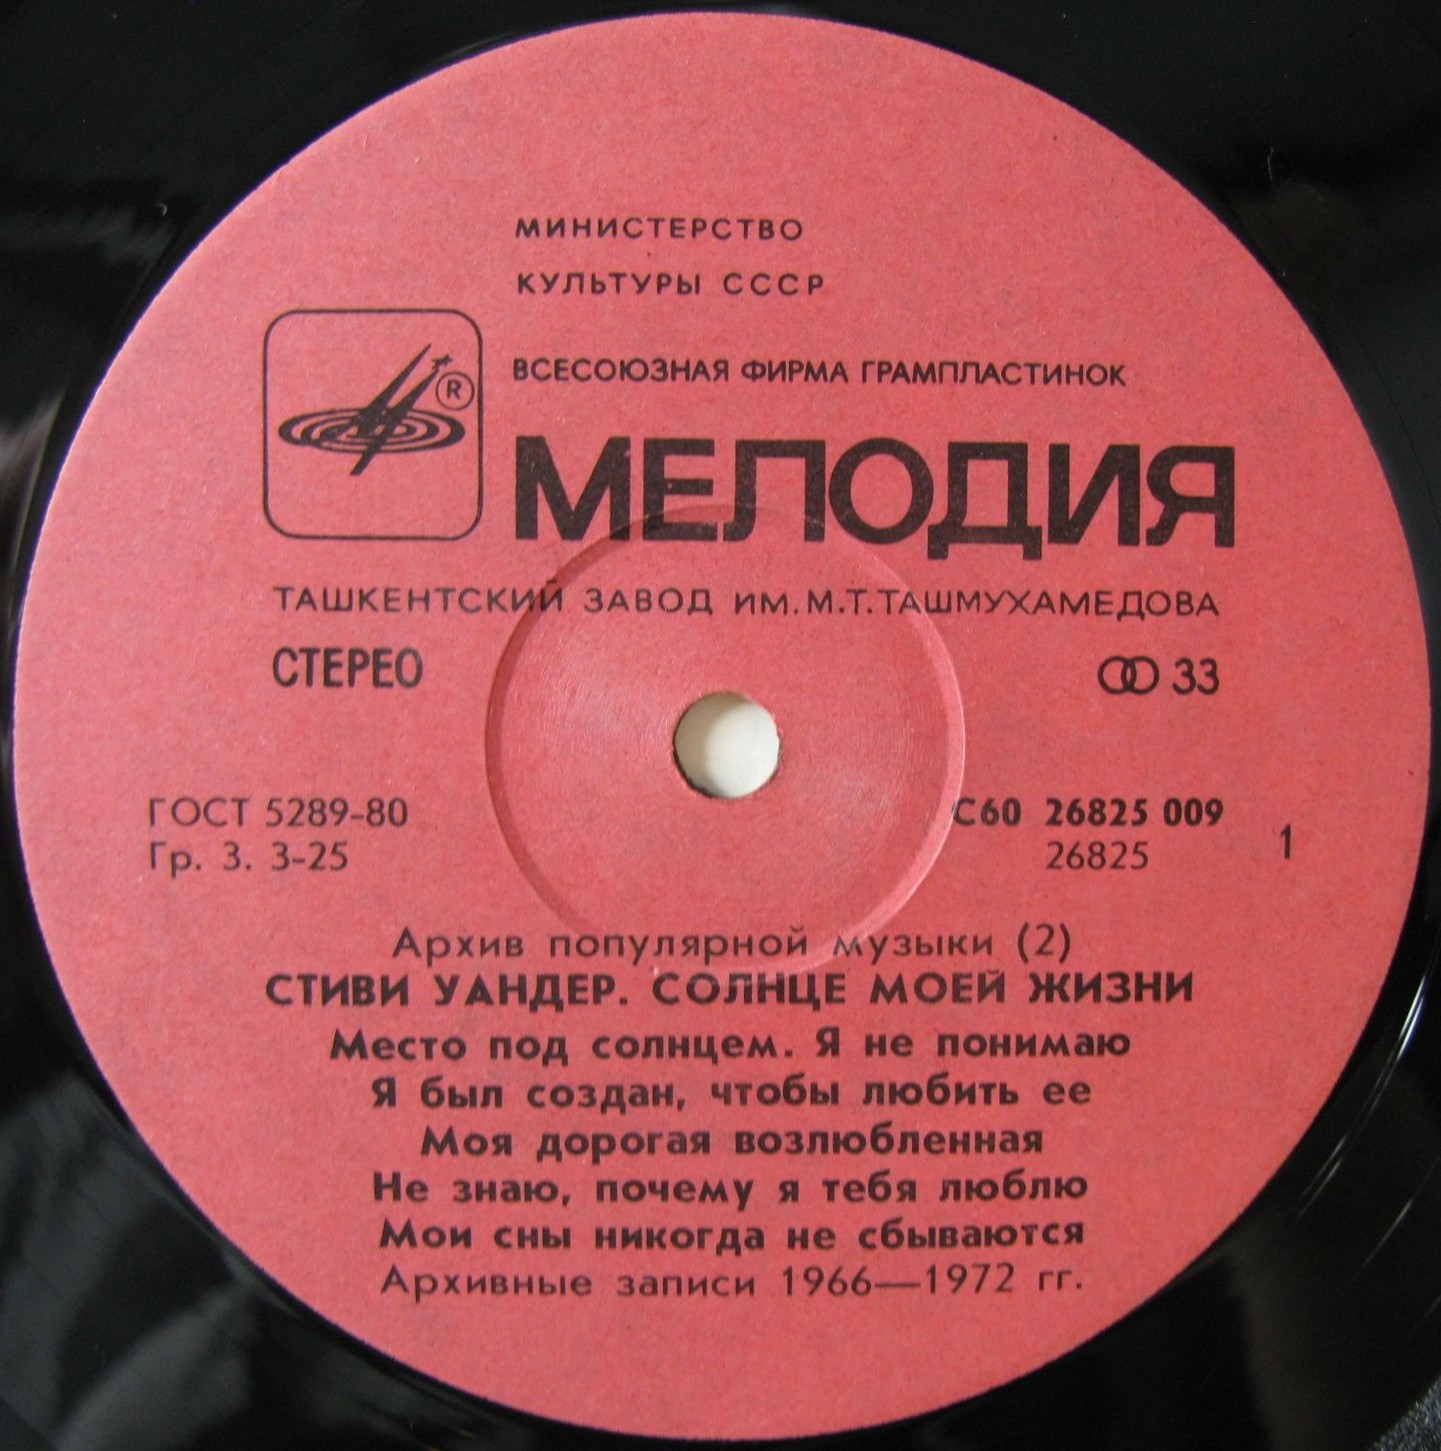 МИНИСТЕРСТВО
КУЛЬТУРЫ СССР
ВСЕСОЮЗНАЯ ФИРМА ГРАМПЛАСТИНОК
®
МЕЛОДИЯ
ТАШКЕНТСКИЙ ЗАВОД ИМ. М.Т.ТАШМУХАМЕДОВА
СТЕРЕО 33
ГОСТ 5289-80 С60 26825 009
Гр. 3. 3-25 26825 1
Архив популярной музыки (2)
СТИВИ УАНДЕР. СОЛНЦЕ МОЕЙ ЖИЗНИ
Место под солнцем. Я не понимаю
Я был создан, чтобы любить ее
Моя дорогая возлюбленная
Не знаю, почему я тебя люблю
Мои сны никогда не сбываются
Архивные записи 1966—1972 гг.